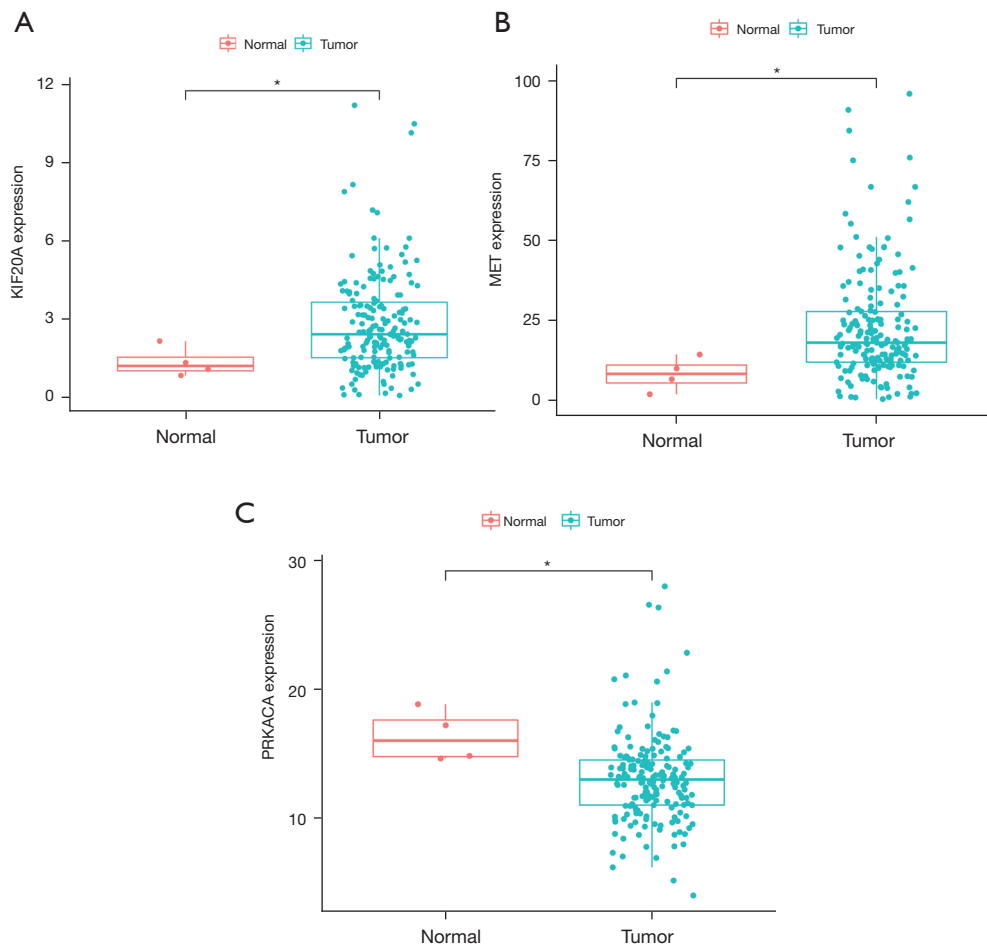 A
Normal Tumor
*
12
9
6
3
0
KIF20A expression
Normal Tumor
B
Normal Tumor
*
100
75
50
25
0
MET expression
Normal Tumor
C
Normal Tumor
*
30
20
10
PRKACA expression
Normal Tumor